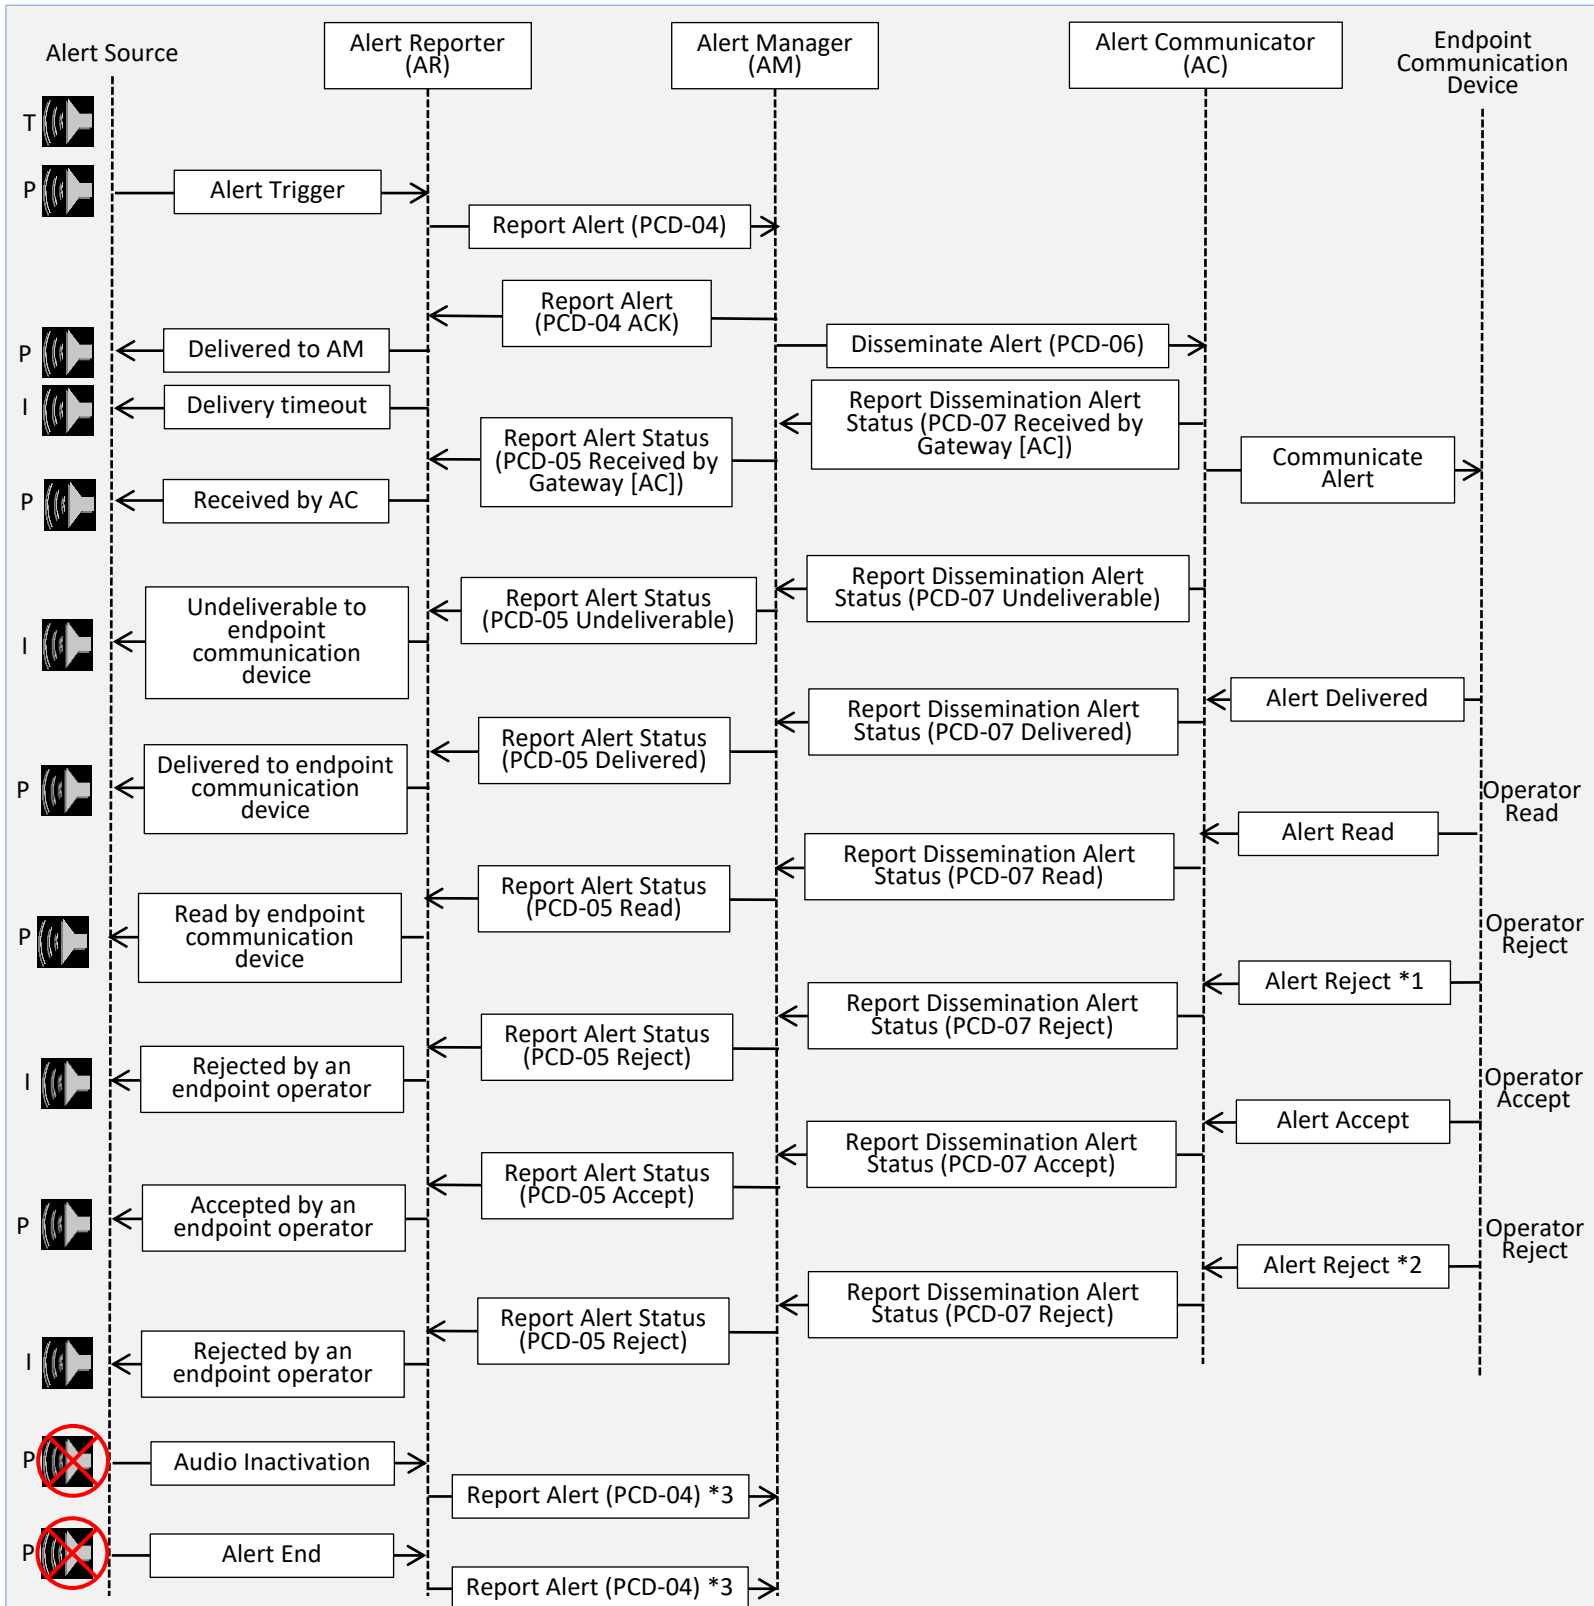 Alert Source
Alert Reporter
(AR)
Alert Manager
(AM)
Alert Communicator
(AC)
Endpoint
Communication
Device
T
P
Alert Trigger
Report Alert (PCD-04)
Report Alert
(PCD-04 ACK)
P
Delivered to AM
Disseminate Alert (PCD-06)
I
Delivery timeout
Report Dissemination Alert
Status (PCD-07 Received by
Gateway [AC])
Report Alert Status
(PCD-05 Received by
Gateway [AC])
Communicate
Alert
P
Received by AC
Report Dissemination Alert
Status (PCD-07 Undeliverable)
Report Alert Status
(PCD-05 Undeliverable)
I
Undeliverable to
endpoint
communication
device
Alert Delivered
Report Dissemination Alert
Status (PCD-07 Delivered)
Report Alert Status
(PCD-05 Delivered)
P
Delivered to endpoint
communication
device
Operator
Read
Alert Read
Report Dissemination Alert
Status (PCD-07 Read)
Report Alert Status
(PCD-05 Read)
P
Read by endpoint
communication
device
Operator
Reject
Alert Reject *1
Report Dissemination Alert
Status (PCD-07 Reject)
Report Alert Status
(PCD-05 Reject)
I
Rejected by an
endpoint operator
Operator
Accept
Alert Accept
Report Dissemination Alert
Status (PCD-07 Accept)
Report Alert Status
(PCD-05 Accept)
P
Accepted by an
endpoint operator
Operator
Reject
Alert Reject *2
Report Dissemination Alert
Status (PCD-07 Reject)
Report Alert Status
(PCD-05 Reject)
I
Rejected by an
endpoint operator
P
Audio Inactivation
Report Alert (PCD-04) *3
P
Alert End
Report Alert (PCD-04) *3